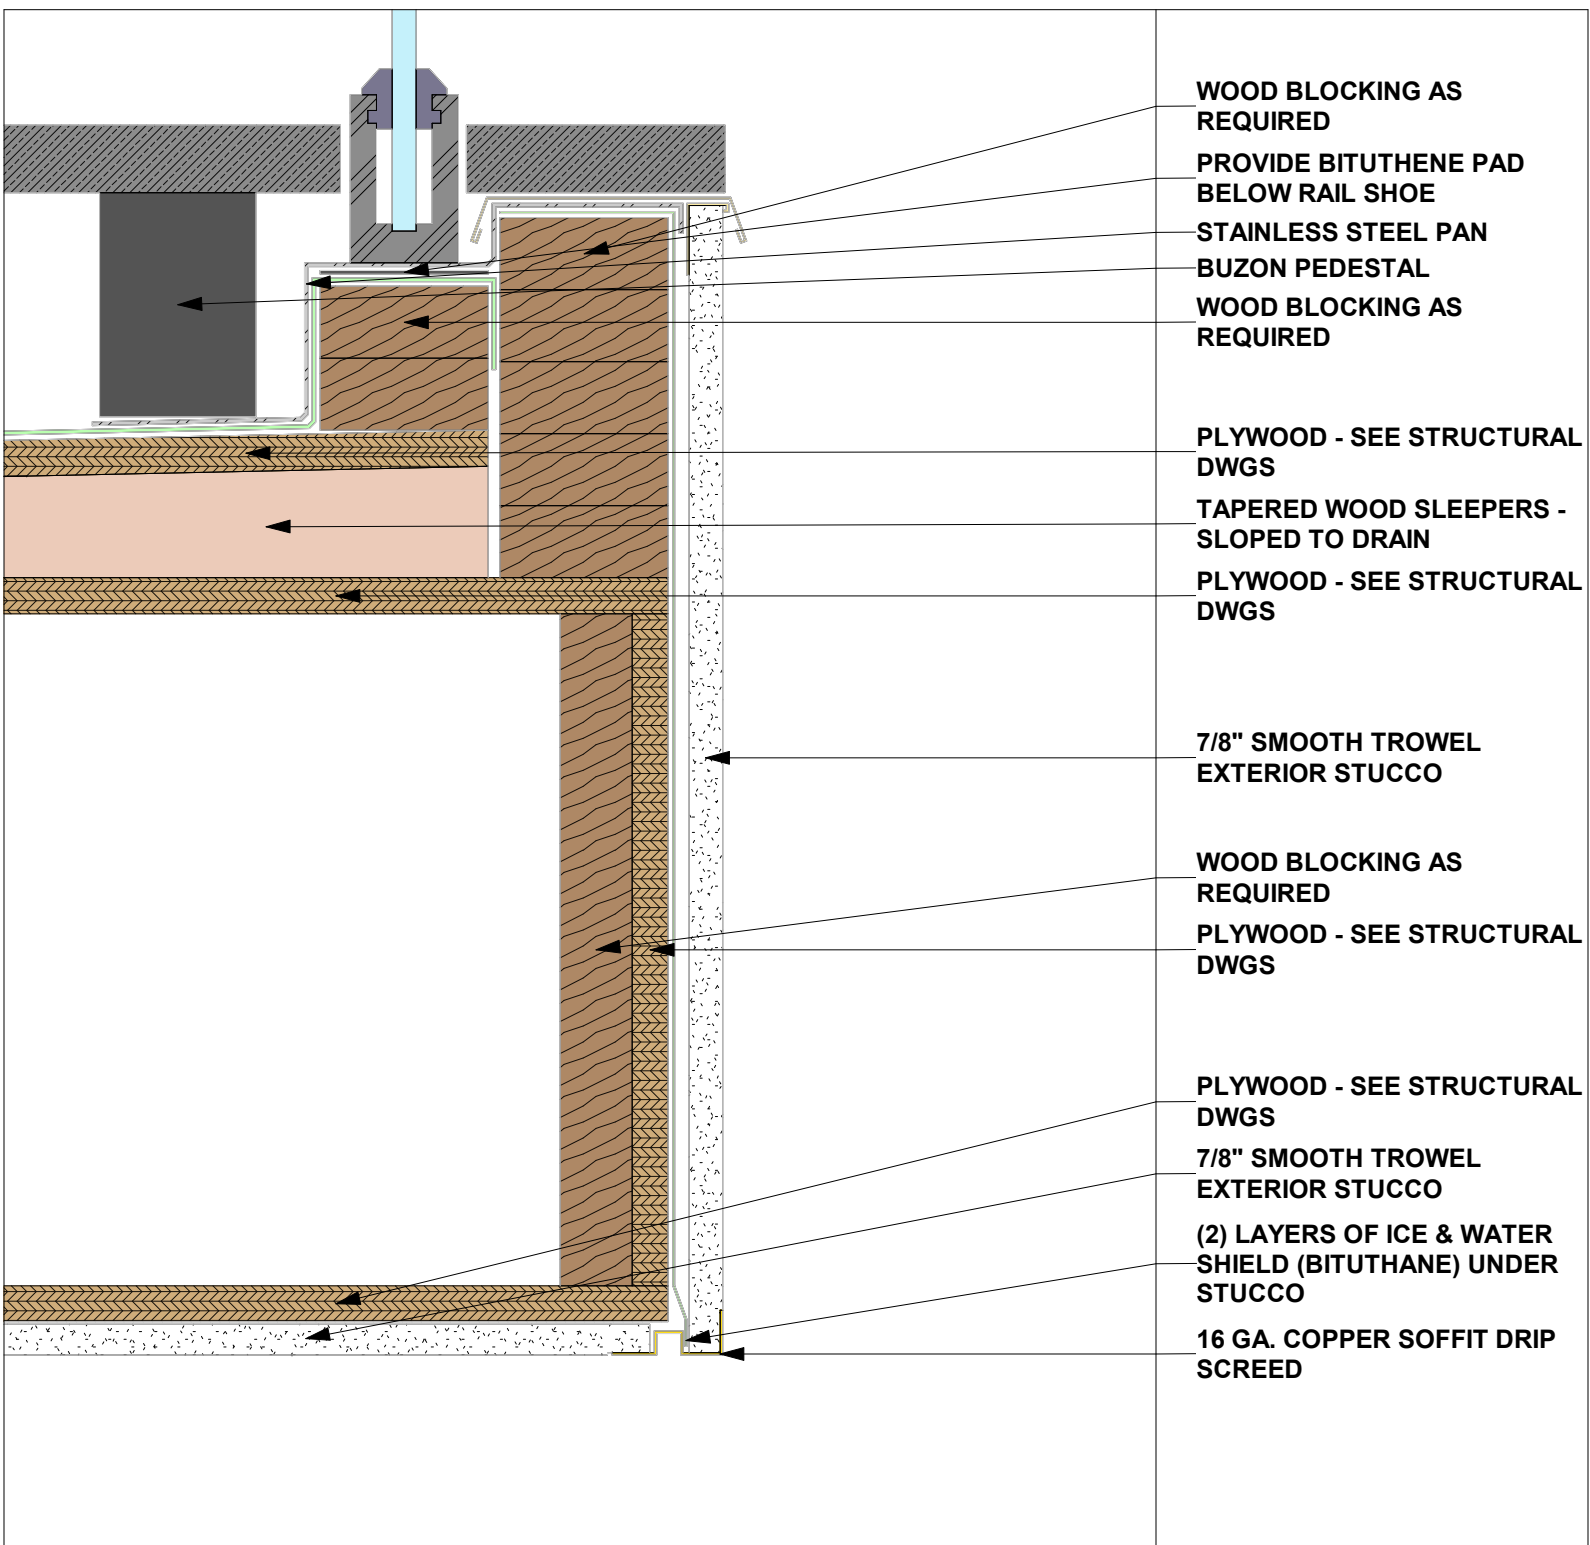 WOOD BLOCKING AS
REQUIRED
PROVIDE BITUTHENE PAD
BELOW RAIL SHOE
STAINLESS STEEL PAN
BUZON PEDESTAL
WOOD BLOCKING AS
REQUIRED
PLYWOOD - SEE STRUCTURAL
DWGS
TAPERED WOOD SLEEPERS -
SLOPED TO DRAIN
PLYWOOD - SEE STRUCTURAL
DWGS
7/8" SMOOTH TROWEL
EXTERIOR STUCCO
WOOD BLOCKING AS
REQUIRED
PLYWOOD - SEE STRUCTURAL
DWGS
PLYWOOD - SEE STRUCTURAL
DWGS
7/8" SMOOTH TROWEL
EXTERIOR STUCCO
(2) LAYERS OF ICE & WATER
SHIELD (BITUTHANE) UNDER
STUCCO
16 GA. COPPER SOFFIT DRIP
SCREED